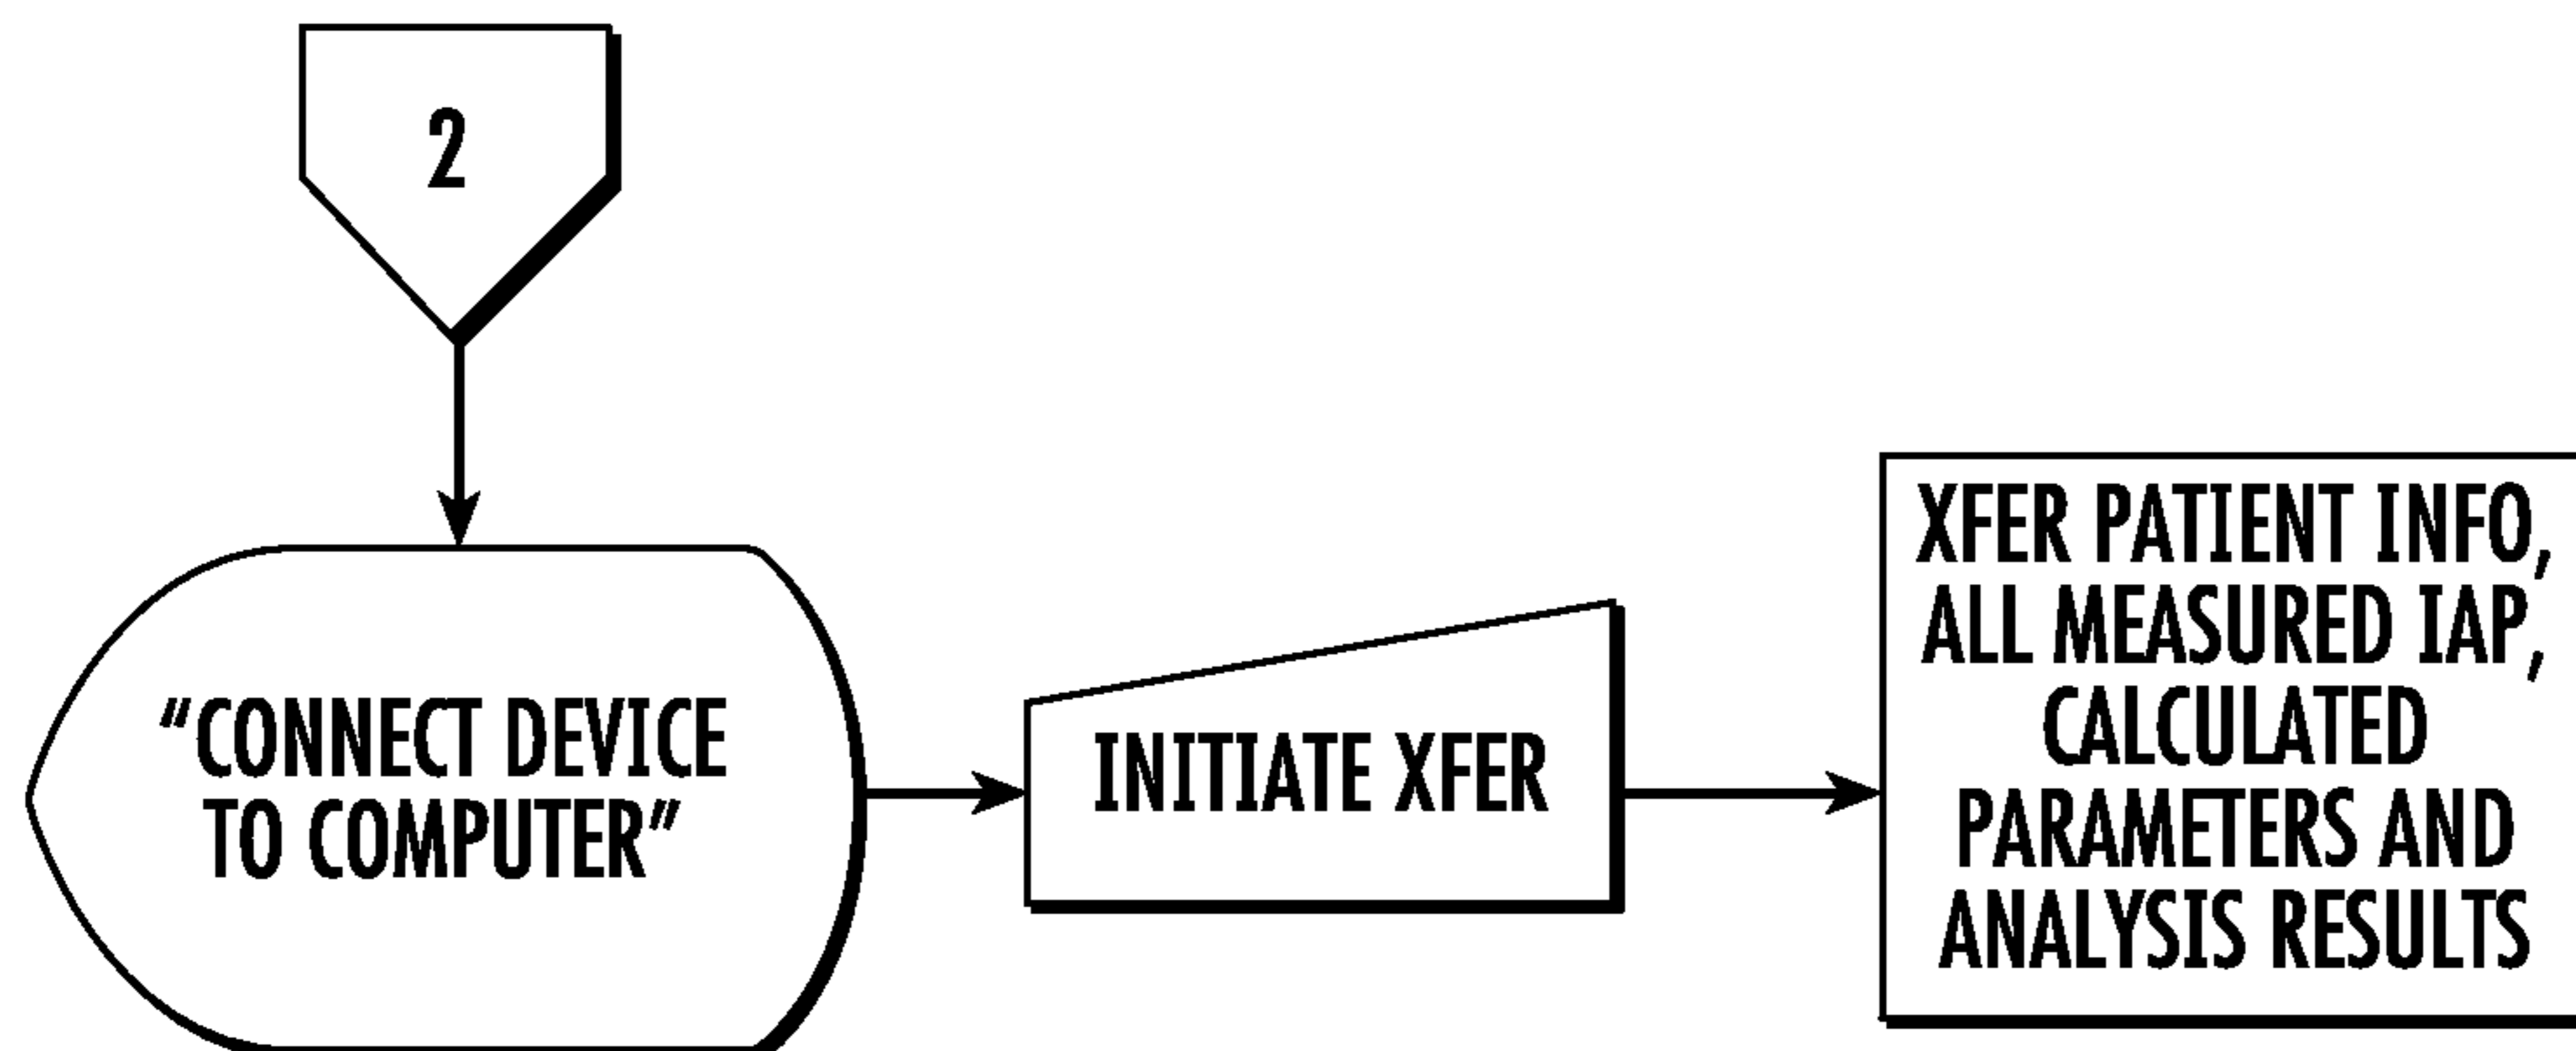 2
"CONNECT DEVICE
TO COMPUTER"
INITIATE XFER
XFER PATIENT INFO,
ALL MEASURED IAP,
CALCULATED
PARAMETERS AND
ANALYSIS RESULTS